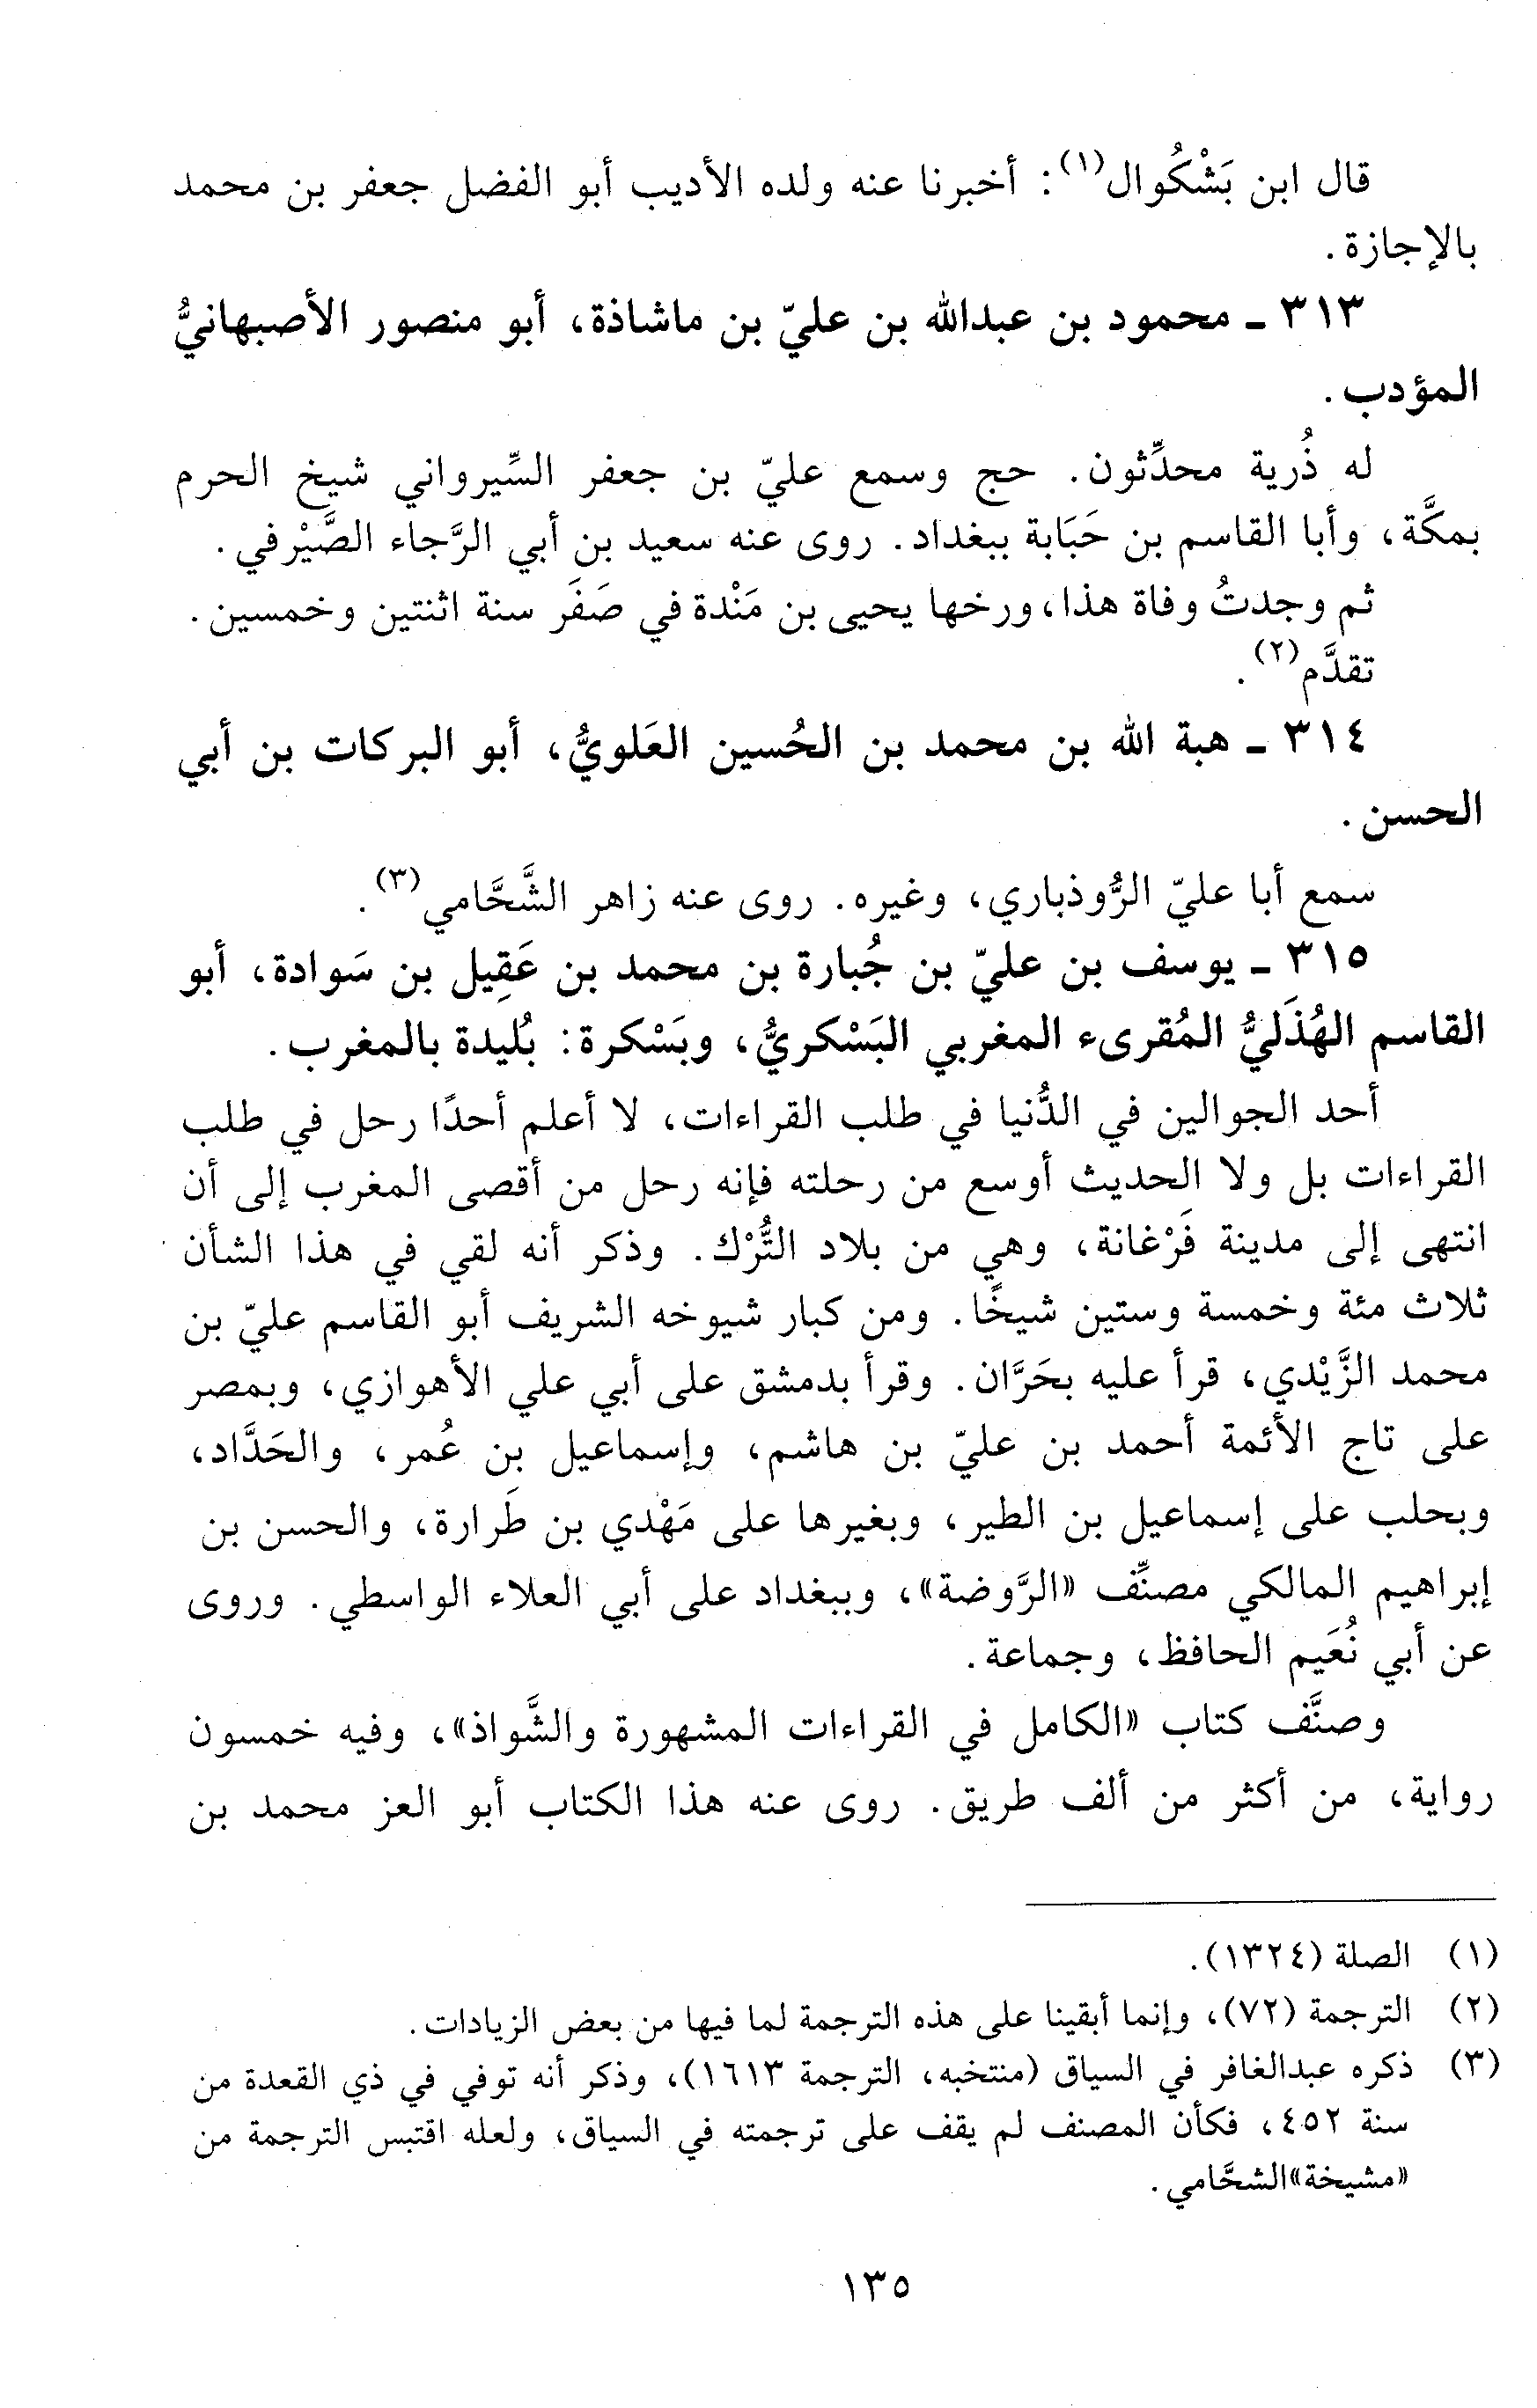 قال ابن بَشْكُوال(١): أخبرنا عنه ولده الأديب أبو الفضل جعفر بن محمد
بالإجازة.
٣١٣ ـ محمود بن عبدالله بن عليّ بن ماشاذة، أبو منصور الأصبهانيُّ
المؤدب.
له ذُرية محدِّثون. حج وسمع عليّ بن جعفر السِّيرواني شيخ الحرم
بمكَّة، وأبا القاسم بن حَبَابة ببغداد. روى عنه سعيد بن أبي الرَّجاء الصَّيْرفي.
ثم وجدتُ وفاة هذا، ورخها يحيى بن مَنْدة في صَفَر سنة اثنتين وخمسين.
تقدَّم(٢).
٣١٤ ـ هبة الله بن محمد بن الحُسين العَلويُّ، أبو البركات بن أبي
الحسن.
سمع أبا عليّ الرُّوذباري، وغيره. روى عنه زاهر الشَّحَّامي(٣).
٣١٥ ـ يوسف بن عليّ بن جُبارة بن محمد بن عَقِيل بن سَوادة، أبو
القاسم الهُذَليُّ المُقرىء المغربي البَسْكريُّ، وبَسْكرة: بُليدة بالمغرب.
أحد الجوالين في الدُّنيا في طلب القراءات، لا أعلم أحدًا رحل في طلب
القراءات بل ولا الحديث أوسع من رحلته فإنه رحل من أقصى المغرب إلى أن
انتهى إلى مدينة فَرْغانة، وهي من بلاد التُّرْك. وذكر أنه لقي في هذا الشأن
ثلاث مئة وخمسة وستين شيخًا. ومن كبار شيوخه الشريف أبو القاسم عليّ بن
محمد الزَّيْدي، قرأ عليه بحَرَّان. وقرأ بدمشق على أبي علي الأهوازي، وبمصر
على تاج الأئمة أحمد بن عليّ بن هاشم، وإسماعيل بن عُمر، والحَدَّاد،
وبحلب على إسماعيل بن الطير، وبغيرها على مَهْدي بن طَرارة، والحسن بن
إبراهيم المالكي مصنِّف «الرَّوضة»، وببغداد على أبي العلاء الواسطي. وروى
عن أبي نُعَيم الحافظ، وجماعة.
وصنَّف كتاب «الكامل في القراءات المشهورة والشَّواذ»، وفيه خمسون
رواية، من أكثر من ألف طريق. روى عنه هذا الكتاب أبو العز محمد بن
(١) الصلة (١٣٢٤).
(٢) الترجمة (٧٢)، وإنما أبقينا على هذه الترجمة لما فيها من بعض الزيادات.
(٣) ذكره عبدالغافر في السياق (منتخبه، الترجمة ١٦١٣)، وذكر أنه توفي في ذي القعدة من
سنة ٤٥٢، فكأن المصنف لم يقف على ترجمته في السياق، ولعله اقتبس الترجمة من
«مشيخة»الشحَّامي.
١٣٥